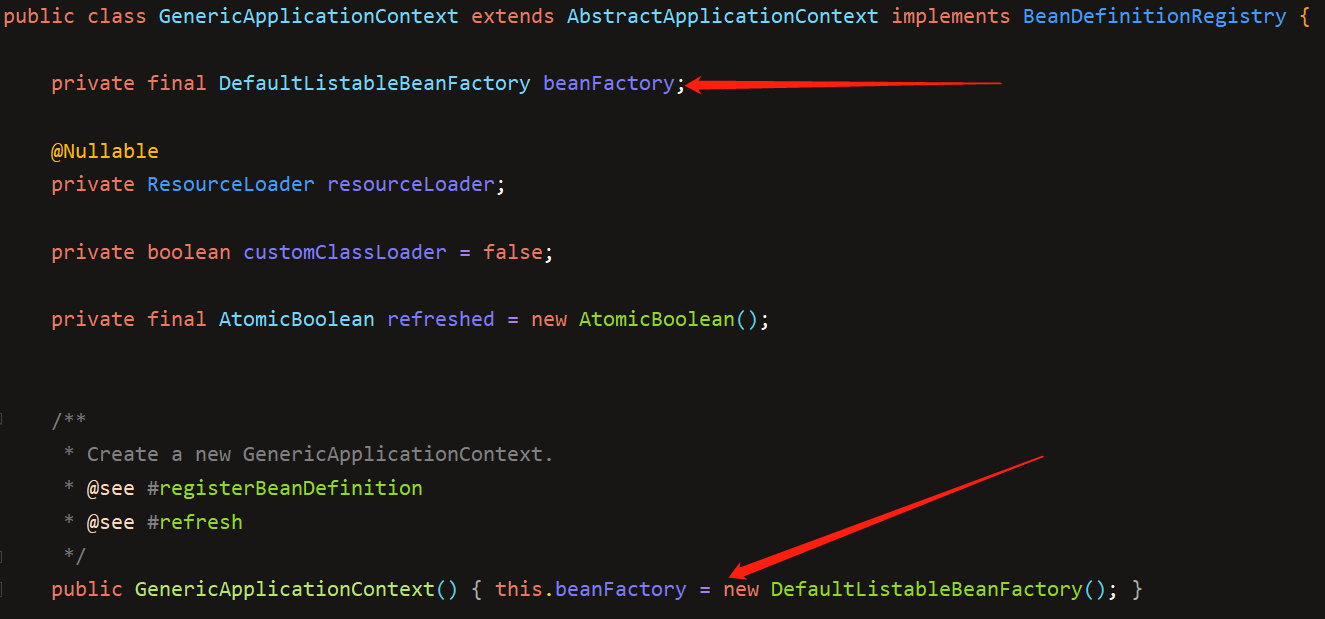 public class GenericApplicationContext extends AbstractApplicationContext implements BeanDefinitionRegistry {
private final DefaultListableBeanFactory beanFactory;
@Nullable
private ResourceLoader resourceLoader;
private boolean customClassLoader = false;
private final AtomicBoolean refreshed = new AtomicBoolean();
/**
* Create a new GenericApplicationContext.
* @see #registerBeanDefinition
* @see #refresh
*/
public GenericApplicationContext() { this.beanFactory = new DefaultListableBeanFactory(); }